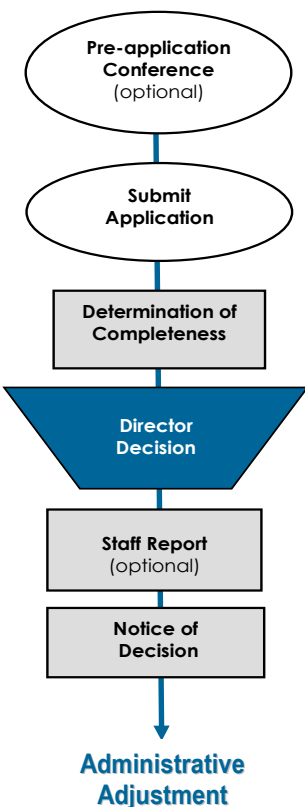 Pre-application
Conference
(optional)
Submit
Application
Determination of
Completeness
Director
Decision
Staff Report
(optional)
Notice of
Decision
Administrative
Adjustment